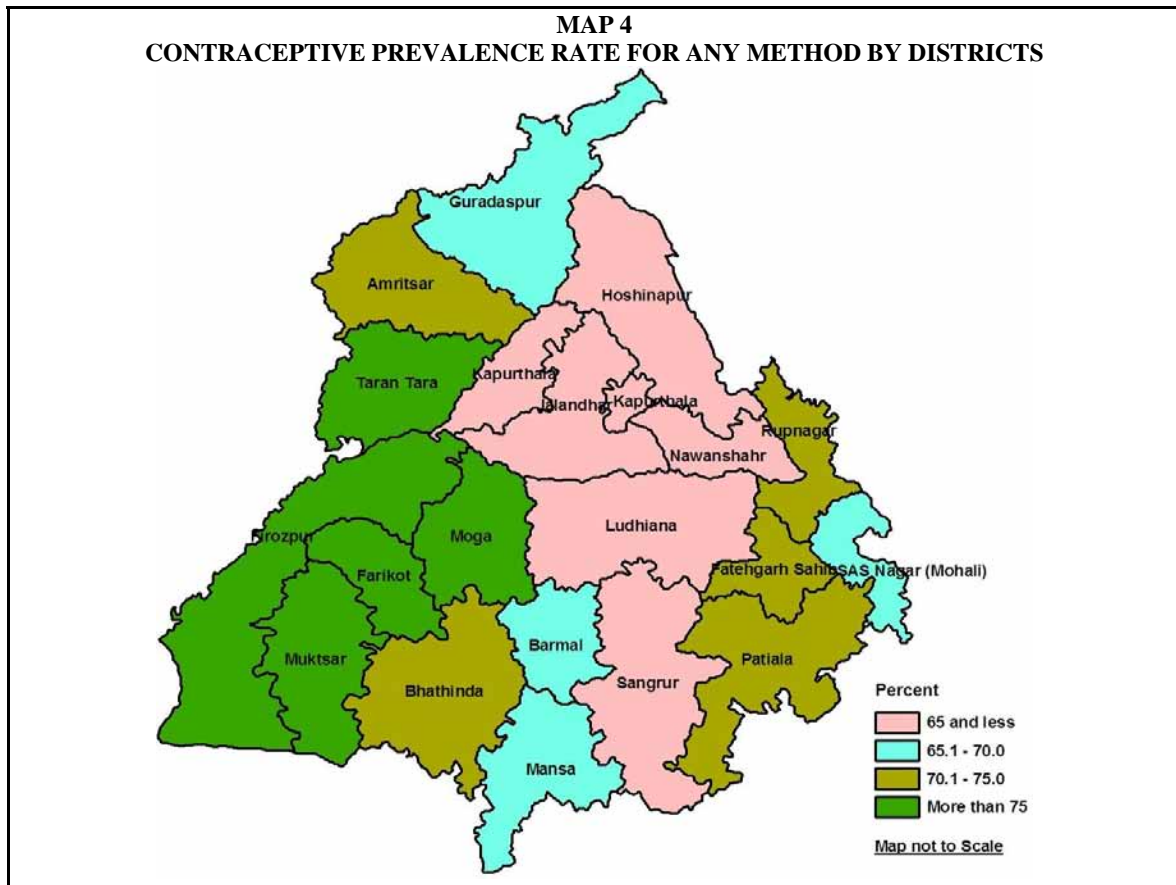 MAP 4
CONTRACEPTIVE PREVALENCE RATE FOR ANY METHOD BY DISTRICTS
Guradaspur
Amritsar
Hoshinapur
Taran Tara
Kapurthala
Jalandhar
Kapurthala
Rupnagar
Nawanshahr
Ludhiana
Firozpur
Moga
Farikot
Fatehgarh Sahib
SAS Nagar (Mohali)
Muktsar
Barmal
Patiala
Bhathinda
Sangrur
Mansa
Percent
65 and less
65.1 - 70.0
70.1 - 75.0
More than 75
Map not to Scale